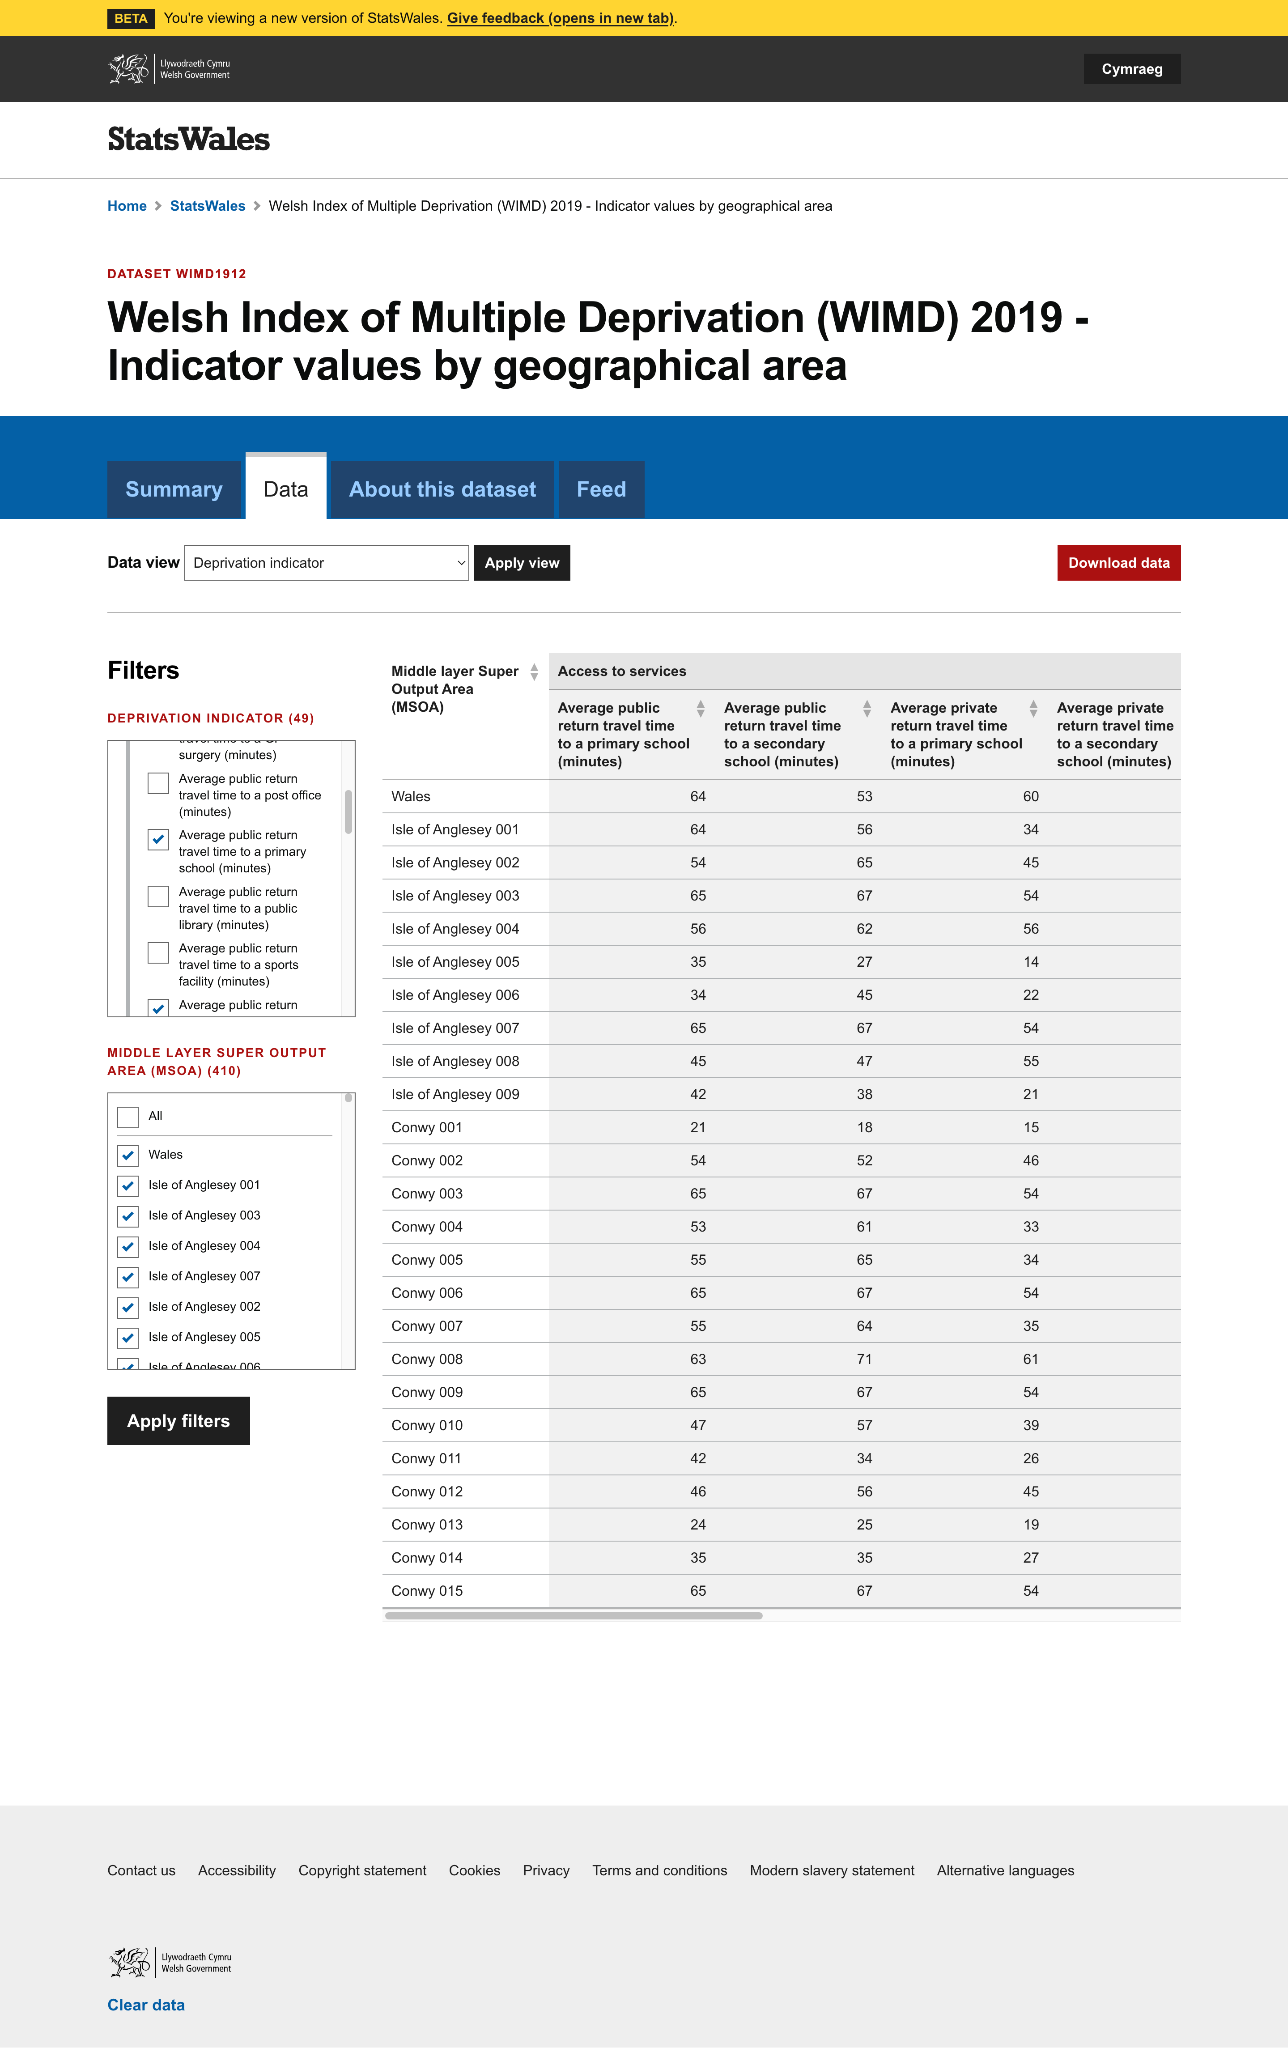 BETA You're viewing a new version of StatsWales. Give feedback (opens in new tab).
Llywodraeth Cymru
Welsh Government
Cymraeg
StatsWales
Home StatsWales Welsh Index of Multiple Deprivation (WIMD) 2019 - Indicator values by geographical area
DATASET WIMD1912
Welsh Index of Multiple Deprivation (WIMD) 2019 -
Indicator values by geographical area
Summary Data About this dataset Feed
Data view Deprivation indicator Apply view Download data
Filters
DEPRIVATION INDICATOR (49)
surgery (minutes)
Average public return
travel time to a post office
(minutes)
Average public return
travel time to a primary
school (minutes)
Average public return
travel time to a public
library (minutes)
Average public return
travel time to a sports
facility (minutes)
Average public return
MIDDLE LAYER SUPER OUTPUT
AREA (MSOA) (410)
All
Wales
Isle of Anglesey 001
Isle of Anglesey 003
Isle of Anglesey 004
Isle of Anglesey 007
Isle of Anglesey 002
Isle of Anglesey 005
Isle of Anglesey 006
Apply filters
Middle layer Super
Output Area
(MSOA)
Access to services
Average public
return travel time
to a primary school
(minutes)
Average public
return travel time
to a secondary
school (minutes)
Average private
return travel time
to a primary school
(minutes)
Average private
return travel time
to a secondary
school (minutes)
Wales 64 53 60
Isle of Anglesey 001 64 56 34
Isle of Anglesey 002 54 65 45
Isle of Anglesey 003 65 67 54
Isle of Anglesey 004 56 62 56
Isle of Anglesey 005 35 27 14
Isle of Anglesey 006 34 45 22
Isle of Anglesey 007 65 67 54
Isle of Anglesey 008 45 47 55
Isle of Anglesey 009 42 38 21
Conwy 001 21 18 15
Conwy 002 54 52 46
Conwy 003 65 67 54
Conwy 004 53 61 33
Conwy 005 55 65 34
Conwy 006 65 67 54
Conwy 007 55 64 35
Conwy 008 63 71 61
Conwy 009 65 67 54
Conwy 010 47 57 39
Conwy 011 42 34 26
Conwy 012 46 56 45
Conwy 013 24 25 19
Conwy 014 35 35 27
Conwy 015 65 67 54
Contact us Accessibility Copyright statement Cookies Privacy Terms and conditions Modern slavery statement Alternative languages
Llywodraeth Cymru
Welsh Government
Clear data